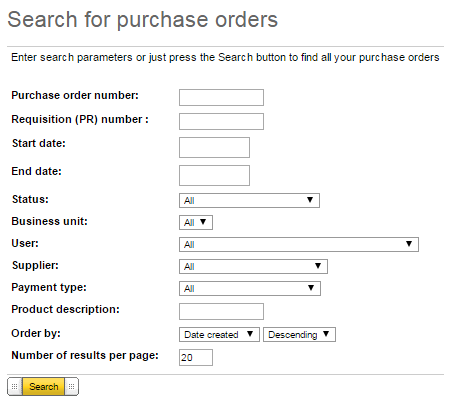 Search for purchase orders
Enter search parameters or just press the Search button to find all your purchase orders
Purchase order number:
Requisition (PR) number :
Start date:
End date:
Status: All
Business unit: All
User: All
Supplier: All
Payment type: All
Product description:
Order by: Date created Descending
Number of results per page: 20
Search